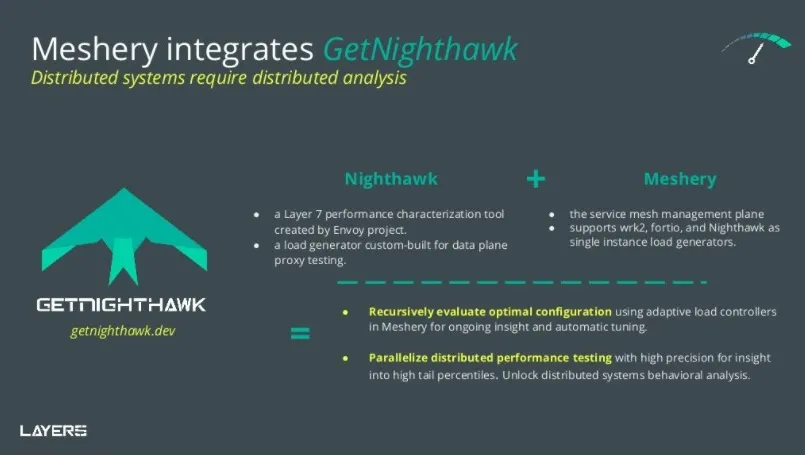 Meshery integrates GetNighthawk
Distributed systems require distributed analysis
Nighthawk
+
Meshery
● a Layer 7 performance characterization tool
created by Envoy project.
● a load generator custom-built for data plane
proxy testing.
● the service mesh management plane
● supports wrk2, fortio, and Nighthawk as
single instance load generators.
GETNIGHTHAWK
getnighthawk.dev
=
● Recursively evaluate optimal configuration using adaptive load controllers
in Meshery for ongoing insight and automatic tuning.
● Parallelize distributed performance testing with high precision for insight
into high tail percentiles. Unlock distributed systems behavioral analysis.
LAYER5